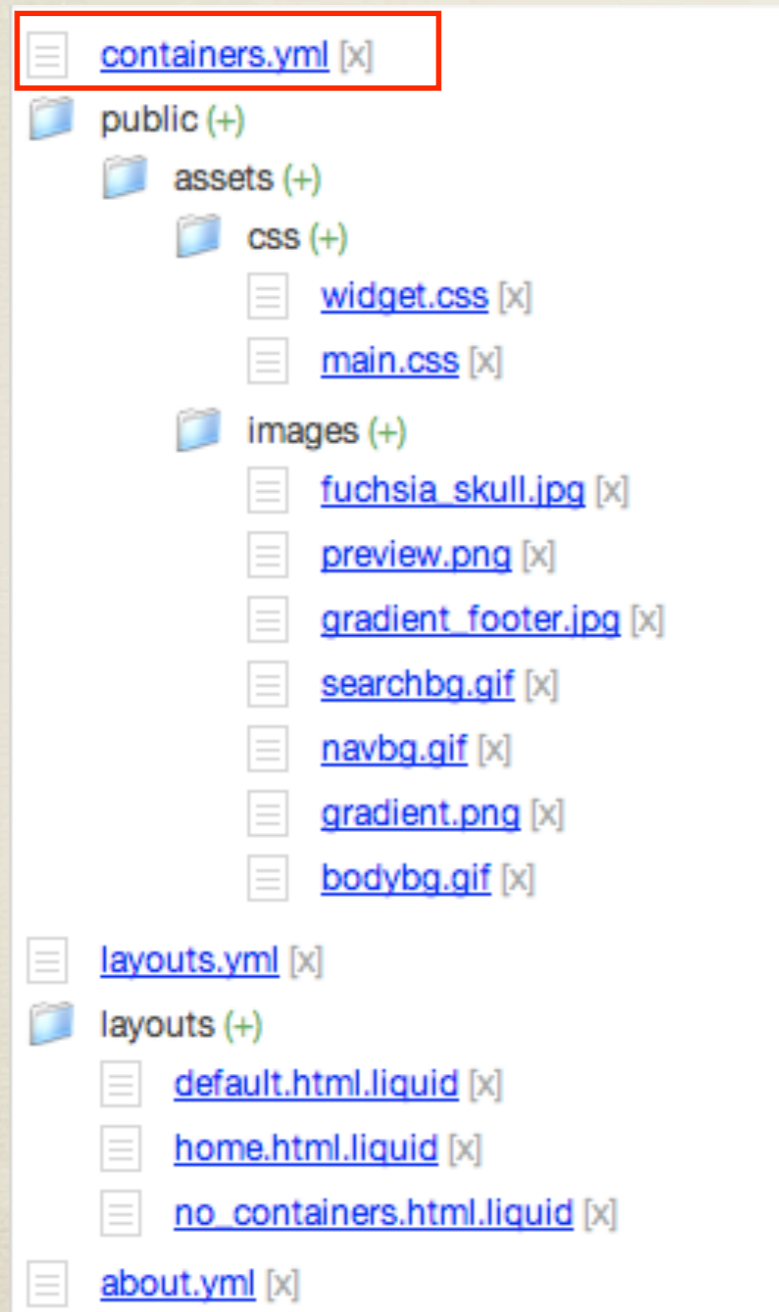 containers.yml [x]
public (+)
assets (+)
css (+)
widget.css [x]
main.css [x]
images (+)
fuchsia_skull.jpg [x]
preview.png [x]
gradient_footer.jpg [x]
searchbg.gif [x]
navbg.gif [x]
gradient.png [x]
bodybg.gif [x]
layouts.yml [x]
layouts (+)
default.html.liquid [x]
home.html.liquid [x]
no_containers.html.liquid [x]
about.yml [x]